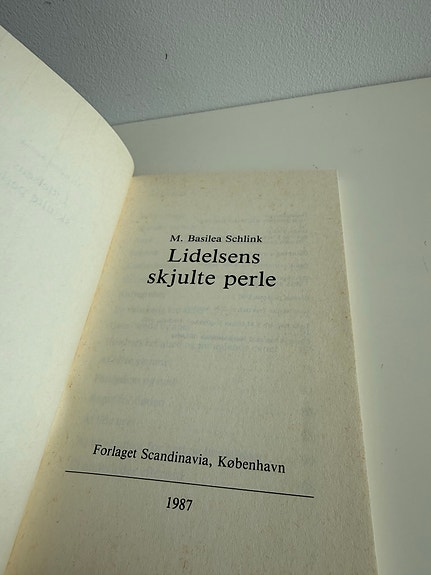 M. Basilea Schlink
Lidelsens
skjulte perle
Forlaget Scandinavia, København
1987